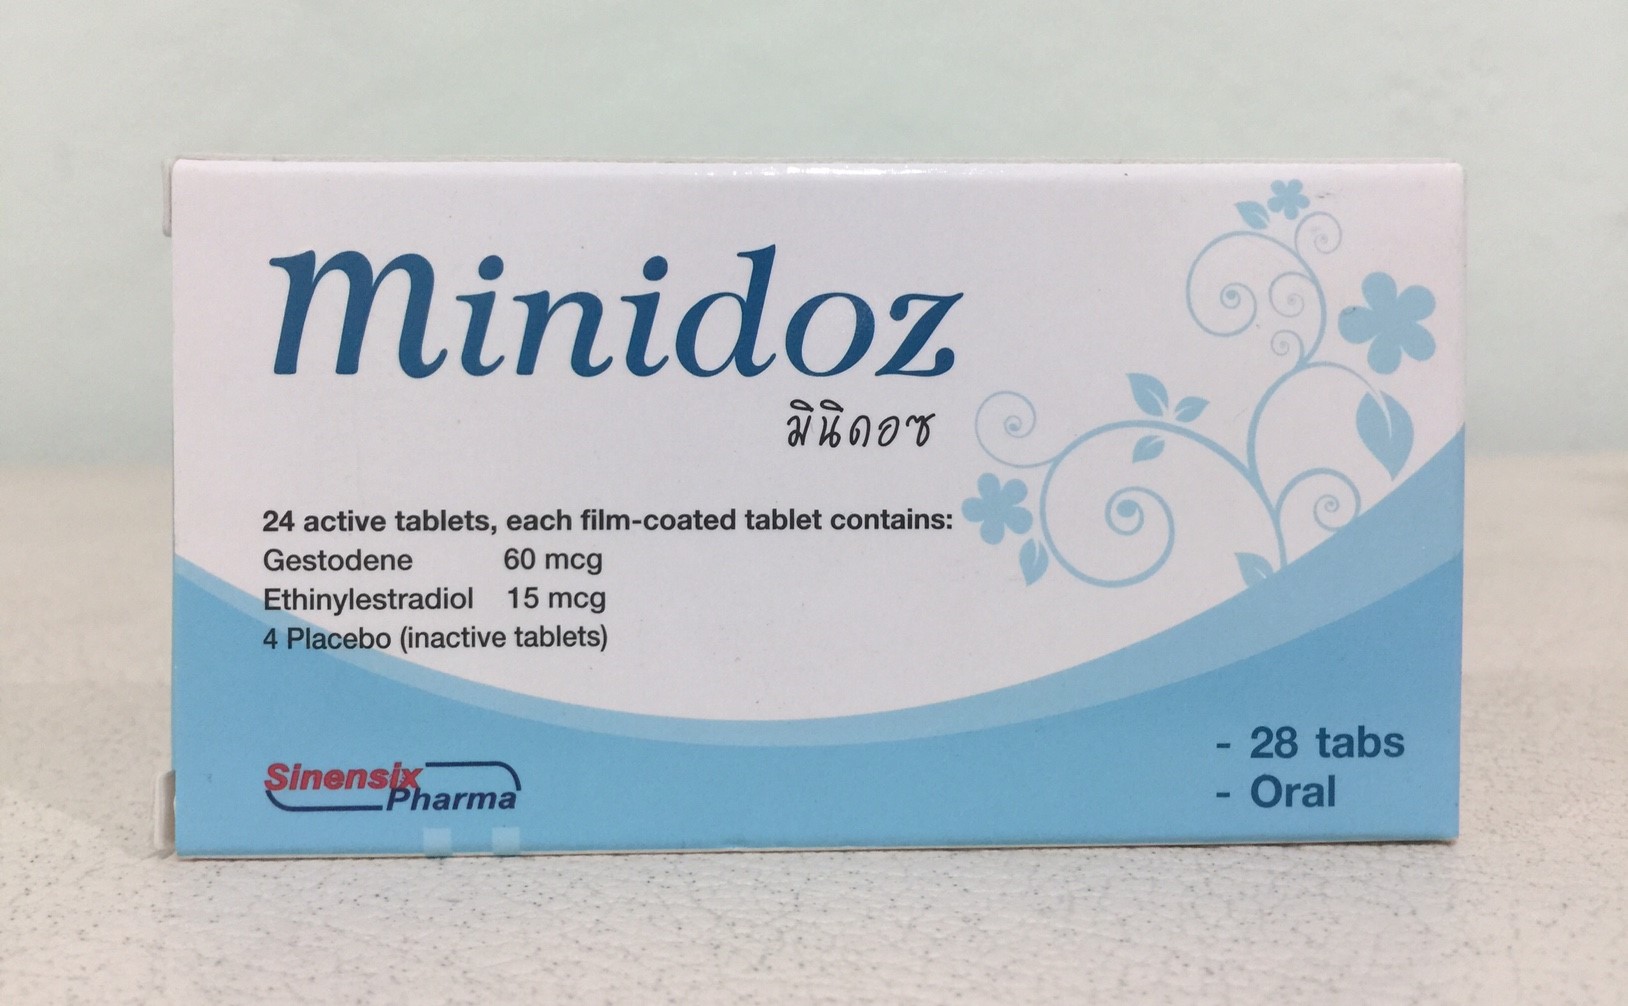 minidoz
มินิดอซ
24 active tablets, each film-coated tablet contains:
Gestodene 60 mcg
Ethinylestradiol 15 mcg
4 Placebo (inactive tablets)
Sinensix
Pharma
- 28 tabs
- Oral